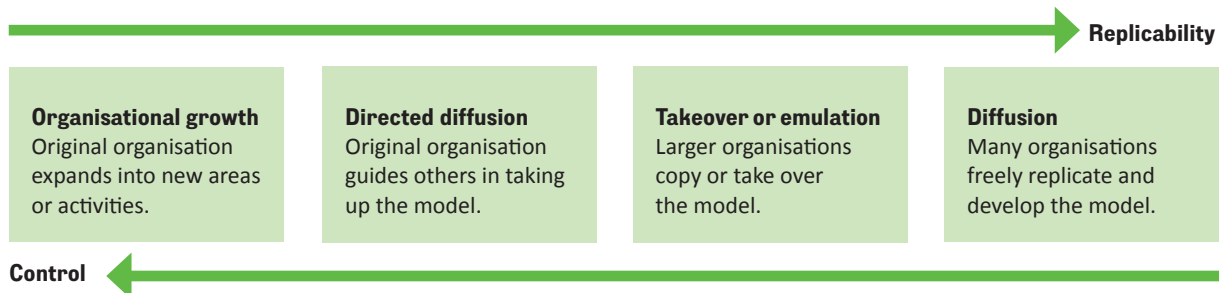 Replicability
Organisational growth
Original organisation
expands into new areas
or activities.
Directed diffusion
Original organisation
guides others in taking
up the model.
Takeover or emulation
Larger organisations
copy or take over
the model.
Diffusion
Many organisations
freely replicate and
develop the model.
Control